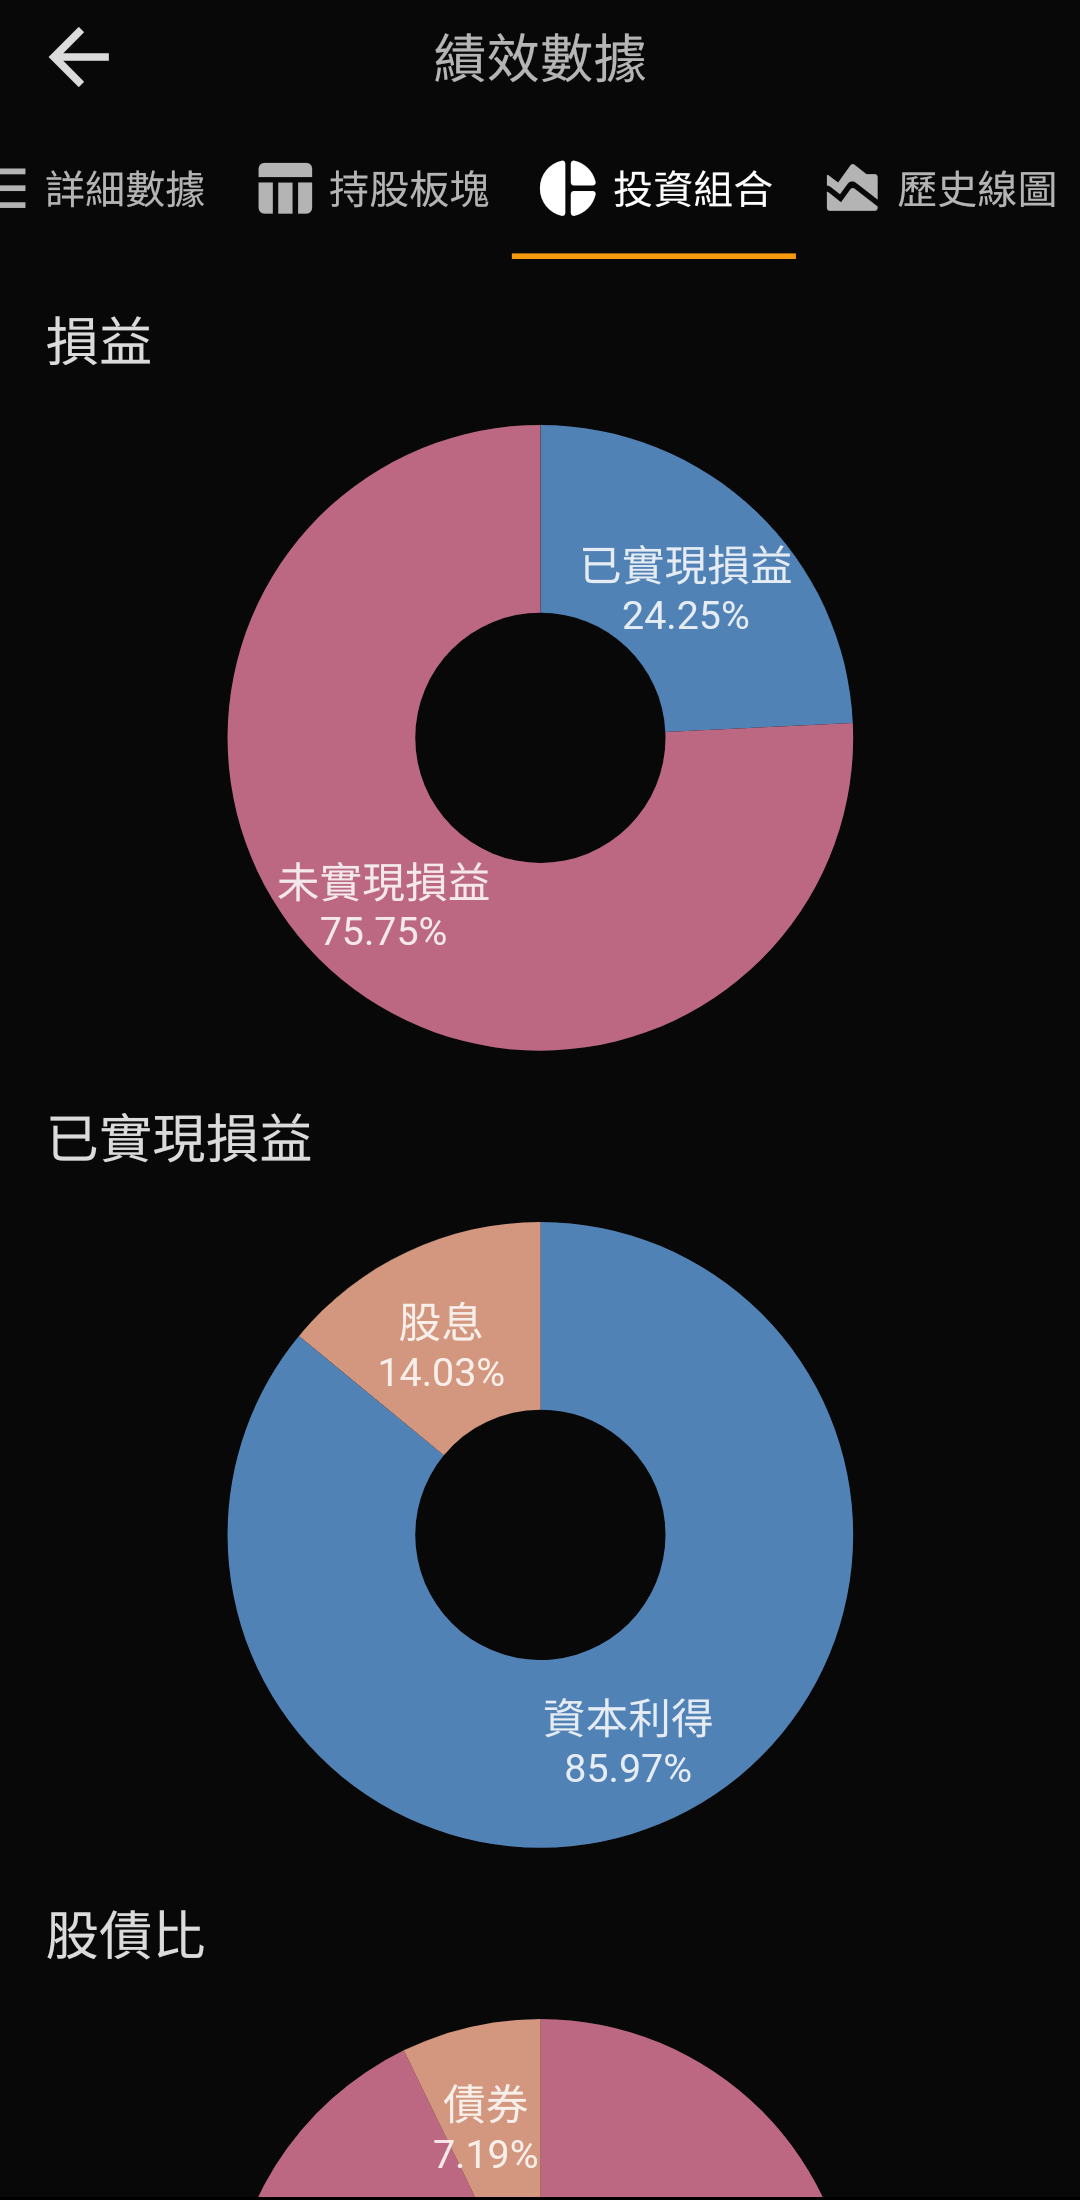 績效數據
詳細數據
持股板塊
投資組合
歷史線圖
損益
已實現損益
24.25%
未實現損益
75.75%
已實現損益
股息
14.03%
資本利得
85.97%
股債比
債券
7.19%